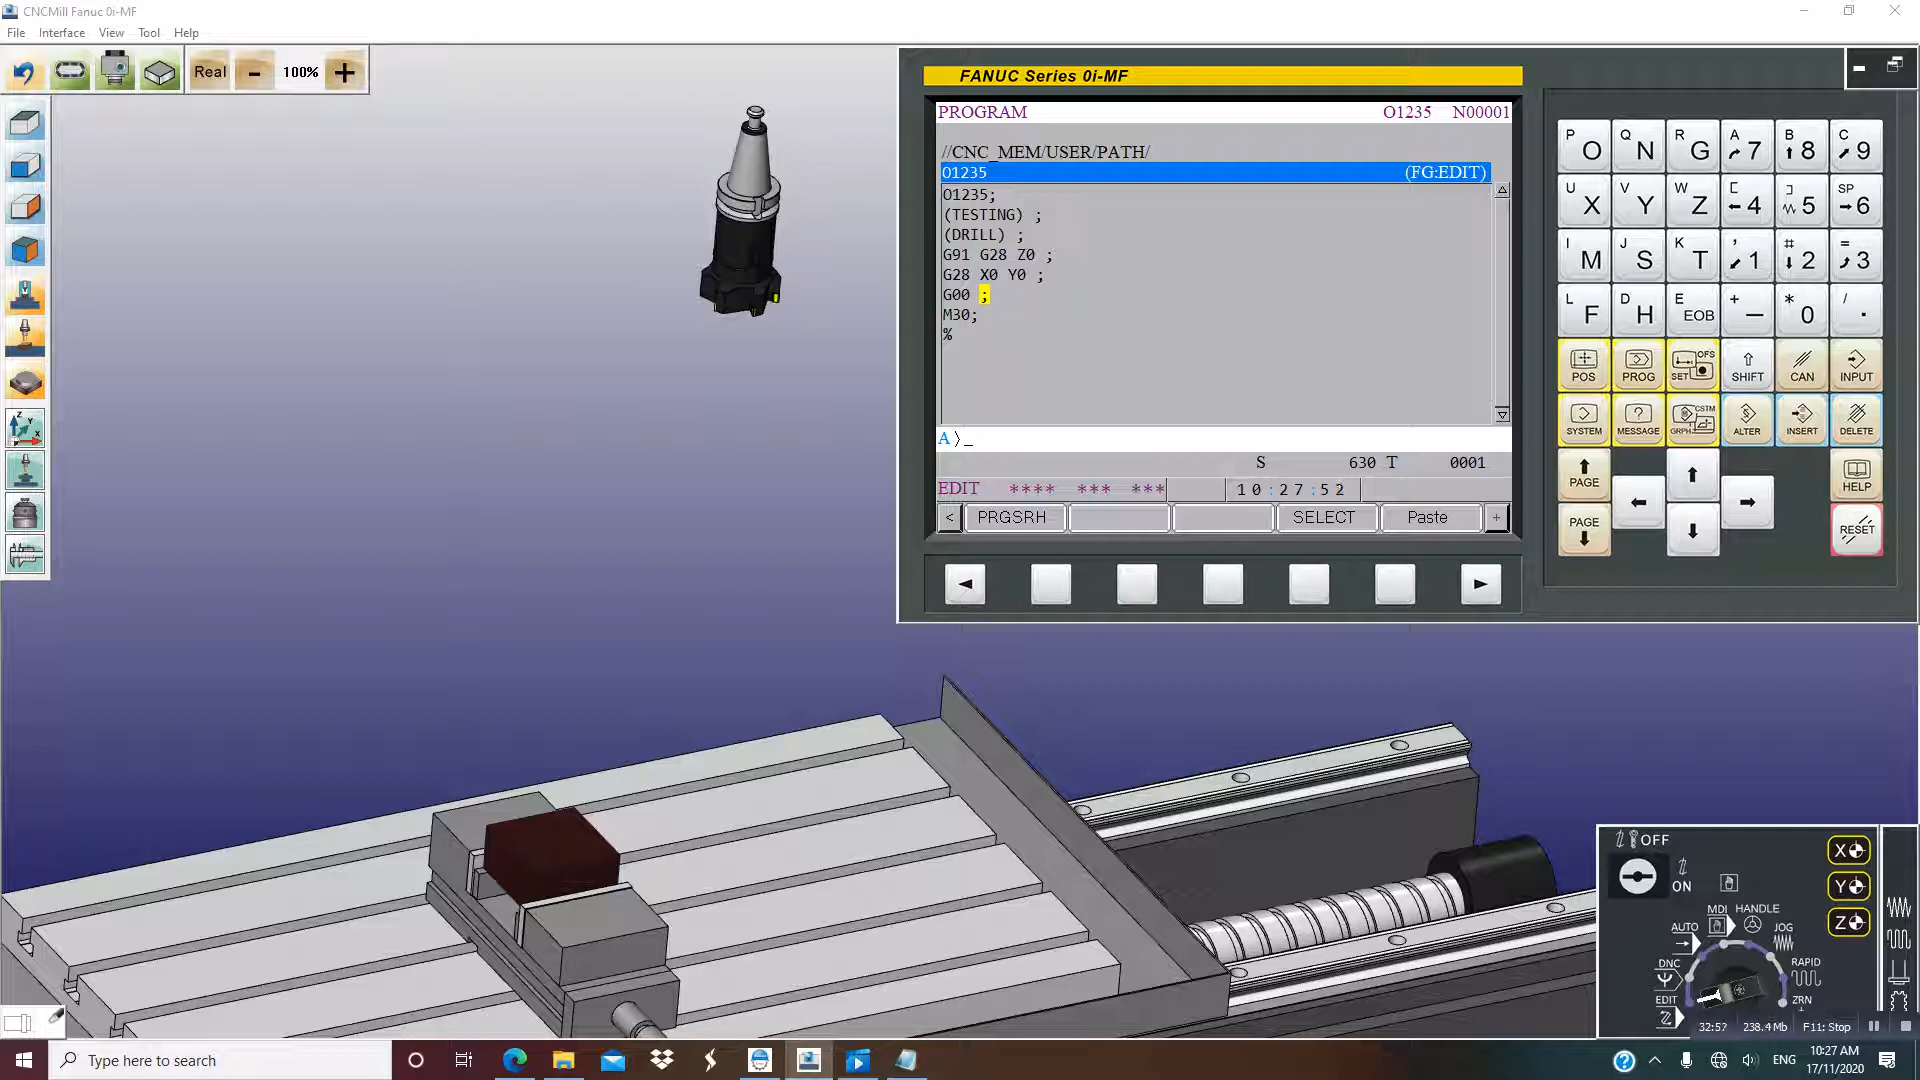 CNCMill Fanuc 0i-MF
File Interface View Tool Help
Real - 100% +
FANUC Series 0i-MF
PROGRAM O1235 N00001
//CNC_MEM/USER/PATH/
O1235 (FG:EDIT)
O1235;
(TESTING) ;
(DRILL) ;
G91 G28 Z0 ;
G28 X0 Y0 ;
G00 ;
M30;
%
A >_
S 630 T 0001
EDIT **** *** *** 10:27:52
< PRGSRH SELECT Paste +
P O Q N R G A 7 B 8 C 9
U X V Y W Z [ 4 ] 5 SP 6
I M J S K T , 1 # 2 = 3
L F D H E EOB + - * 0 / .
POS PROG OFS SET SHIFT CAN INPUT
SYSTEM MESSAGE CSTM GRPH ALTER INSERT DELETE
PAGE HELP
PAGE RESET
OFF
ON
X
Y
Z
MDI HANDLE
AUTO JOG
DNC RAPID
EDIT ZRN
32:57 238.4 Mb F11: Stop
Type here to search
ENG
10:27 AM
17/11/2020